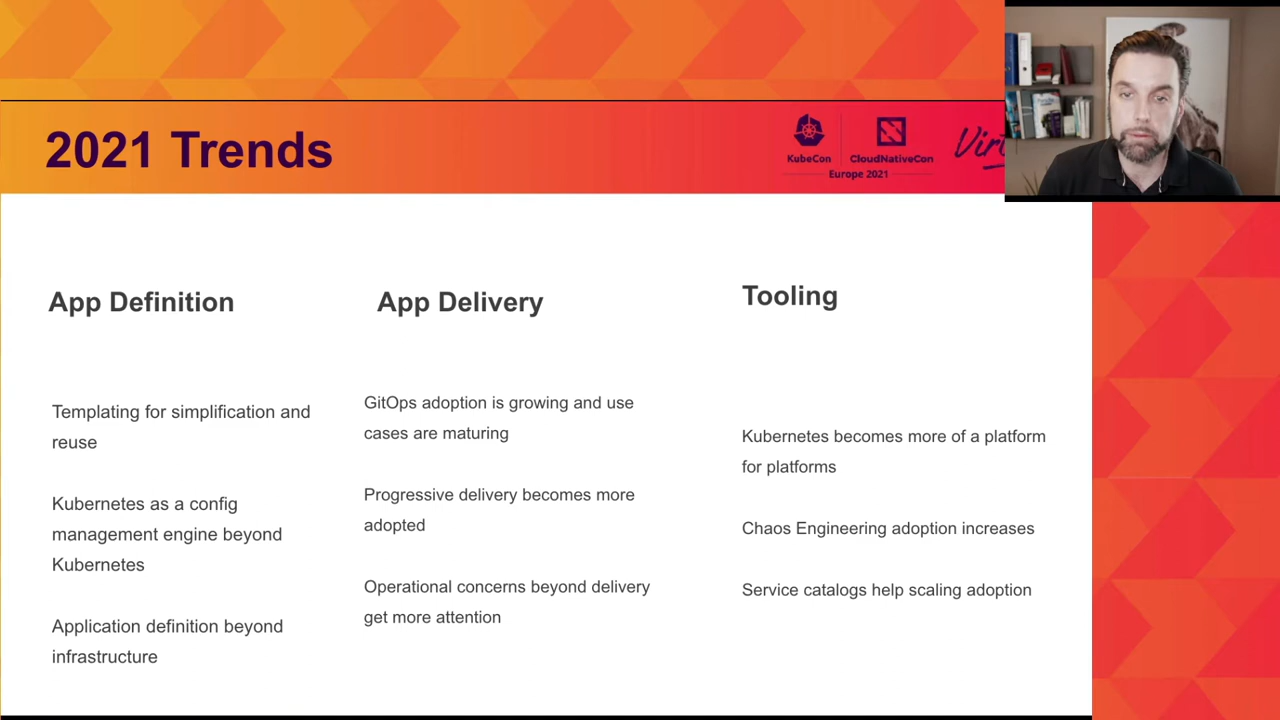 2021 Trends
KubeCon
CloudNativeCon
Europe 2021
App Definition
Templating for simplification and
reuse
Kubernetes as a config
management engine beyond
Kubernetes
Application definition beyond
infrastructure
App Delivery
GitOps adoption is growing and use
cases are maturing
Progressive delivery becomes more
adopted
Operational concerns beyond delivery
get more attention
Tooling
Kubernetes becomes more of a platform
for platforms
Chaos Engineering adoption increases
Service catalogs help scaling adoption